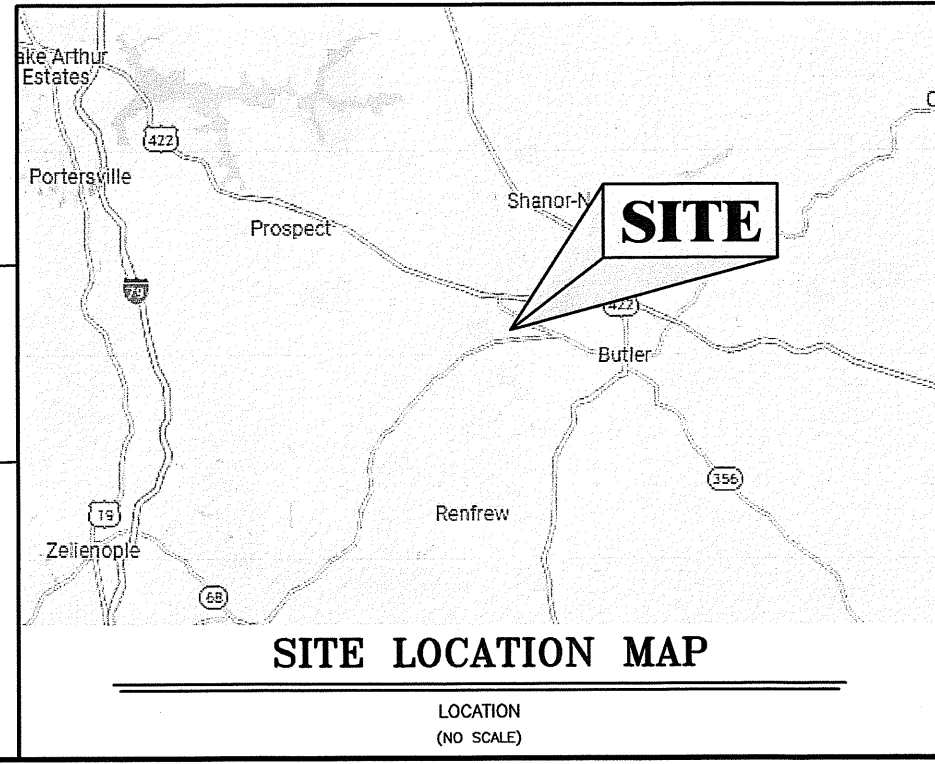 ake Arthur
Estates
422
Portersville
Shanor-N
SITE
Prospect
79
422
Butler
356
19
Renfrew
Zelienople
68
SITE LOCATION MAP
LOCATION
(NO SCALE)